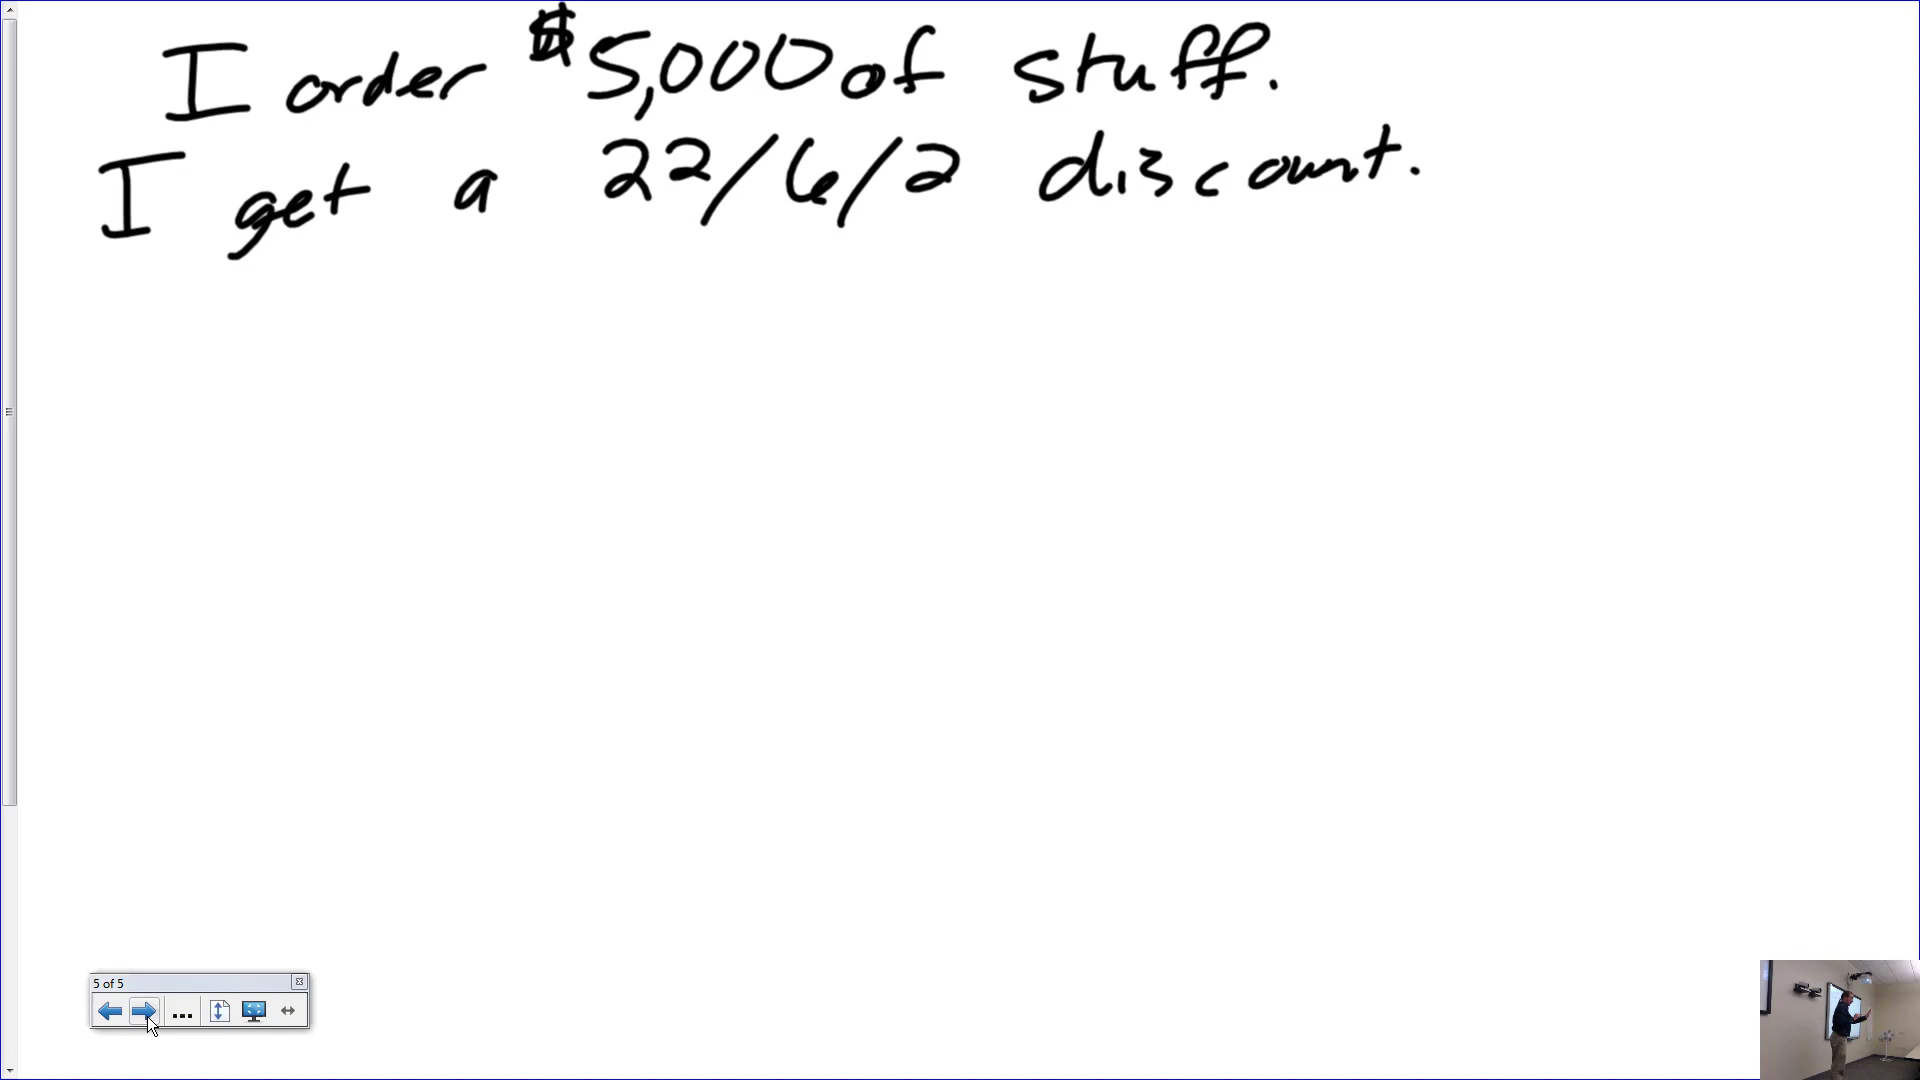 I order $5,000 of stuff.
I get a 22/6/2 discount.
5 of 5